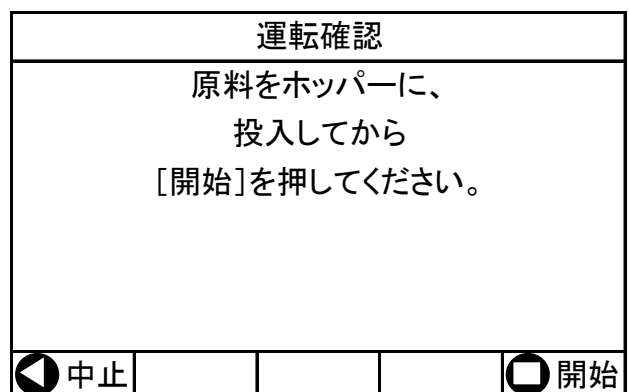 運転確認
原料をホッパーに、
投入してから
[開始]を押してください。
中止
開始